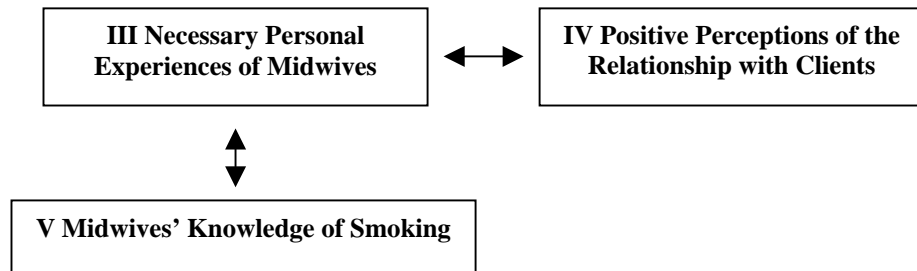 III Necessary Personal
Experiences of Midwives
IV Positive Perceptions of the
Relationship with Clients
V Midwives’ Knowledge of Smoking